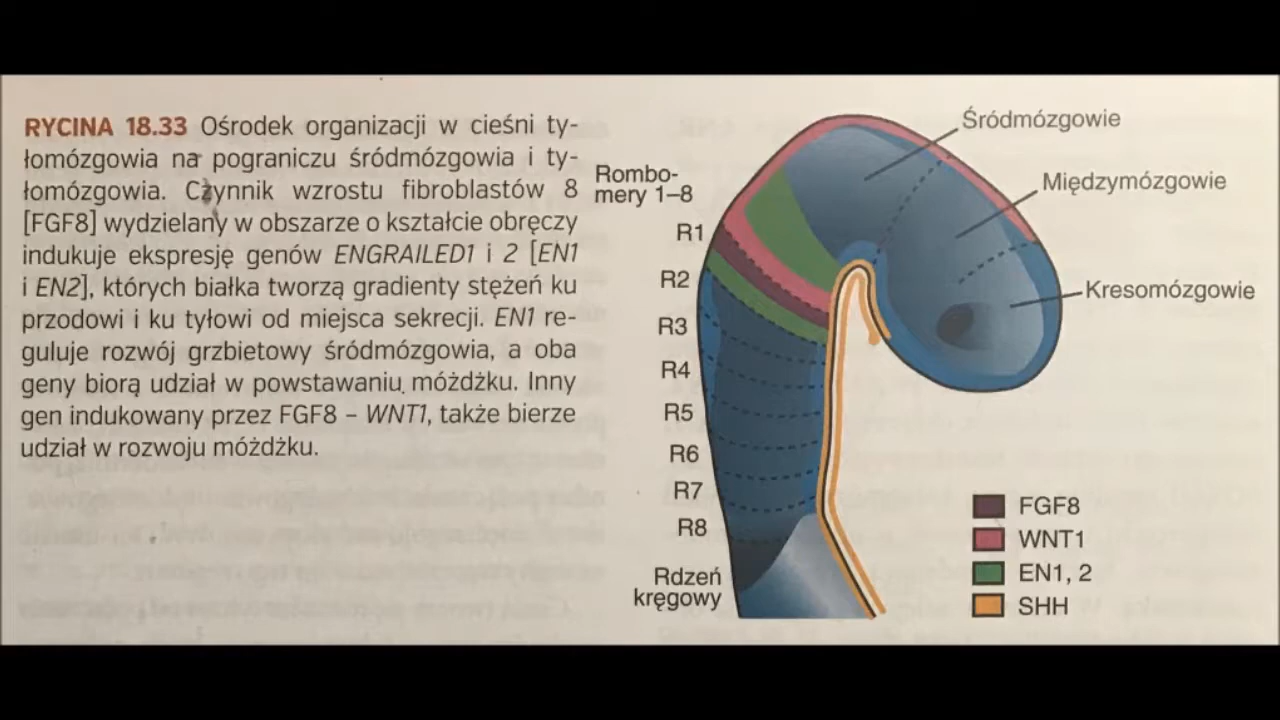 RYCINA 18.33 Ośrodek organizacji w cieśni ty-
łomózgowia na pograniczu śródmózgowia i ty-
łomózgowia. Czynnik wzrostu fibroblastów 8
[FGF8] wydzielany w obszarze o kształcie obręczy
indukuje ekspresję genów ENGRAILED1 i 2 [EN1
i EN2], których białka tworzą gradienty stężeń ku
przodowi i ku tyłowi od miejsca sekrecji. EN1 re-
guluje rozwój grzbietowy śródmózgowia, a oba
geny biorą udział w powstawaniu móżdżku. Inny
gen indukowany przez FGF8 – WNT1, także bierze
udział w rozwoju móżdżku.
Śródmózgowie
Międzymózgowie
Kresomózgowie
Rombo-
mery 1–8
R1
R2
R3
R4
R5
R6
R7
R8
Rdzeń
kręgowy
FGF8
WNT1
EN1, 2
SHH